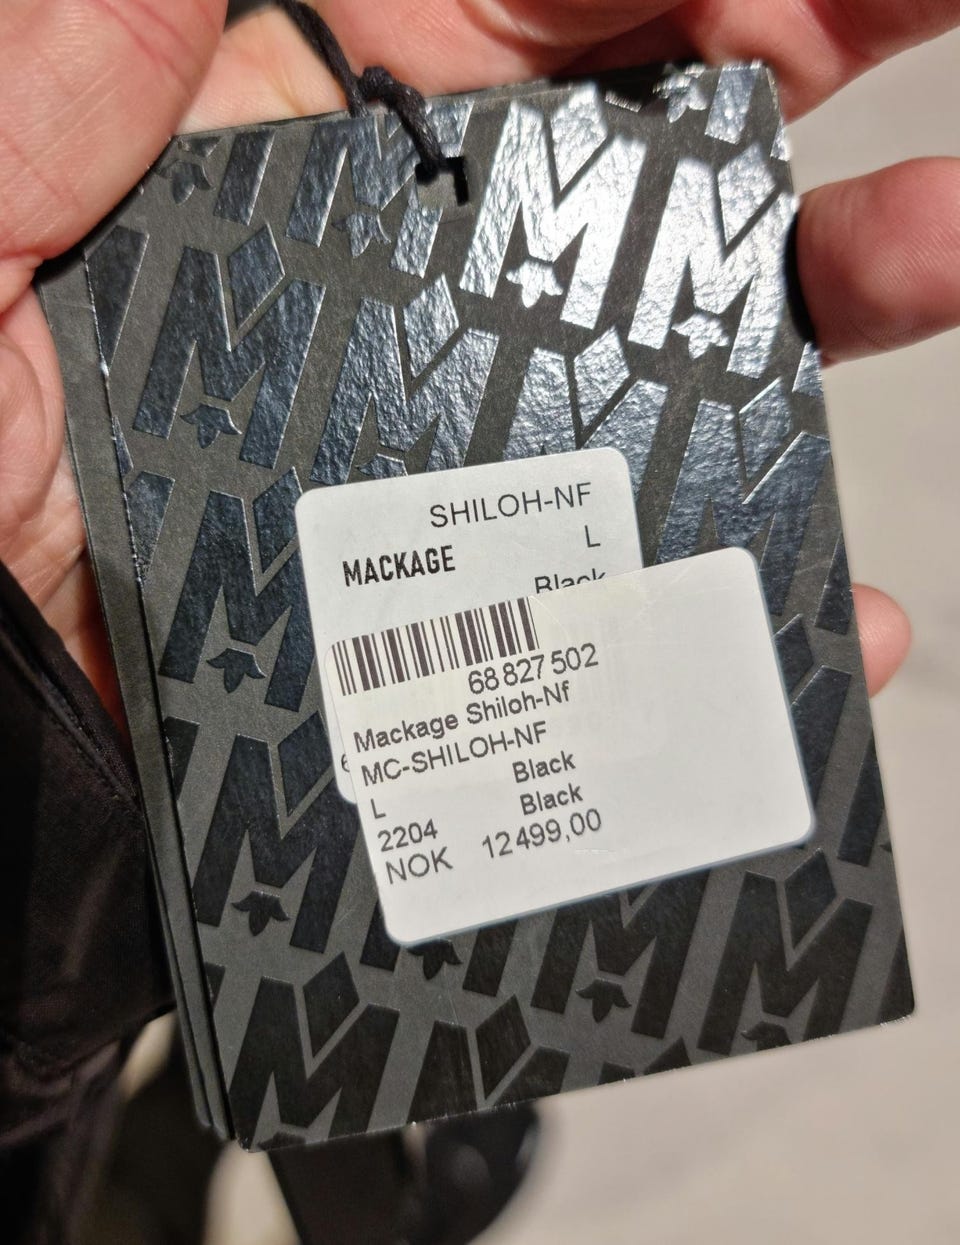 SHILOH-NF
L
MACKAGE
Black
68 827 502
Mackage Shiloh-Nf
MC-SHILOH-NF
Black
L
Black
2204
NOK 12 499,00